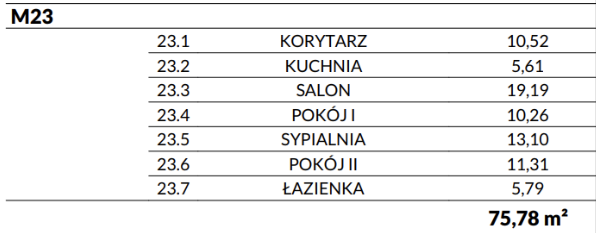 M23
23.1 KORYTARZ 10,52
23.2 KUCHNIA 5,61
23.3 SALON 19,19
23.4 POKÓJ I 10,26
23.5 SYPIALNIA 13,10
23.6 POKÓJ II 11,31
23.7 ŁAZIENKA 5,79
75,78 m²